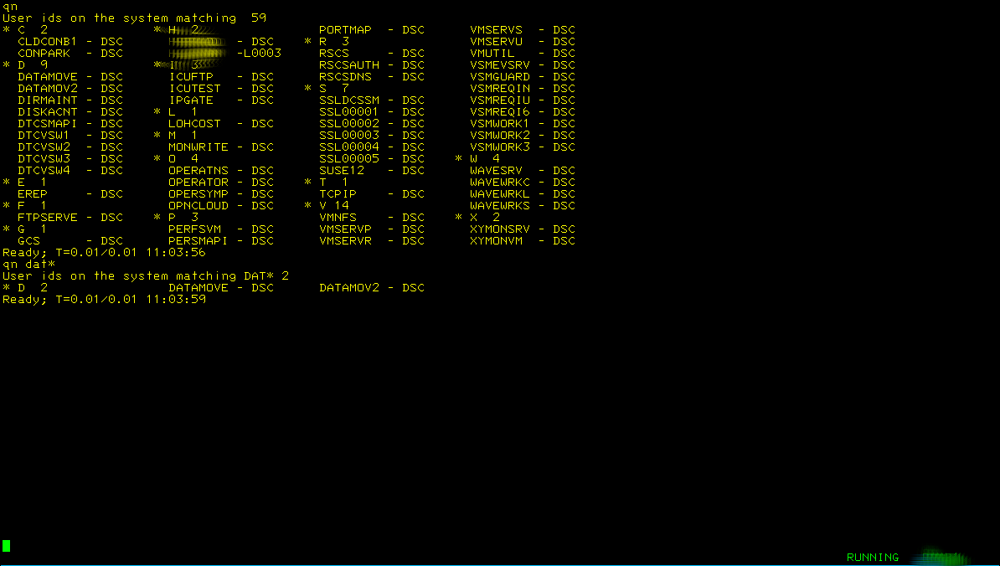 qn
User ids on the system matching  59
* C  2              * H  2                PORTMAP  - DSC      VMSERVS  - DSC
  CLDCONB1 - DSC               - DSC    * R  3                VMSERVU  - DSC
  CONPARK  - DSC               -L0003     RSCS     - DSC      VMUTIL   - DSC
* D  9              * I  3                RSCSAUTH - DSC      VSMEVSRV - DSC
  DATAMOVE - DSC      ICUFTP   - DSC      RSCSDNS  - DSC      VSMGUARD - DSC
  DATAMOV2 - DSC      ICUTEST  - DSC    * S  7                VSMREQIN - DSC
  DIRMAINT - DSC      IPGATE   - DSC      SSLDCSSM - DSC      VSMREQIU - DSC
  DISKACNT - DSC    * L  1                SSL00001 - DSC      VSMREQI6 - DSC
  DTCSMAPI - DSC      LOHCOST  - DSC      SSL00002 - DSC      VSMWORK1 - DSC
  DTCVSW1  - DSC    * M  1                SSL00003 - DSC      VSMWORK2 - DSC
  DTCVSW2  - DSC      MONWRITE - DSC      SSL00004 - DSC      VSMWORK3 - DSC
  DTCVSW3  - DSC    * O  4                SSL00005 - DSC    * W  4
  DTCVSW4  - DSC      OPERATNS - DSC      SUSE12   - DSC      WAVESRV  - DSC
* E  1                OPERATOR - DSC    * T  1                WAVEWRKC - DSC
  EREP     - DSC      OPERSYMP - DSC      TCPIP    - DSC      WAVEWRKL - DSC
* F  1                OPNCLOUD - DSC    * V 14                WAVEWRKS - DSC
  FTPSERVE - DSC    * P  3                VMNFS    - DSC    * X  2
* G  1                PERFSVM  - DSC      VMSERVP  - DSC      XYMONSRV - DSC
  GCS      - DSC      PERSMAPI - DSC      VMSERVR  - DSC      XYMONVM  - DSC
Ready; T=0.01/0.01 11:03:56
qn dat*
User ids on the system matching DAT* 2
* D  2                DATAMOVE - DSC      DATAMOV2 - DSC
Ready; T=0.01/0.01 11:03:59
RUNNING